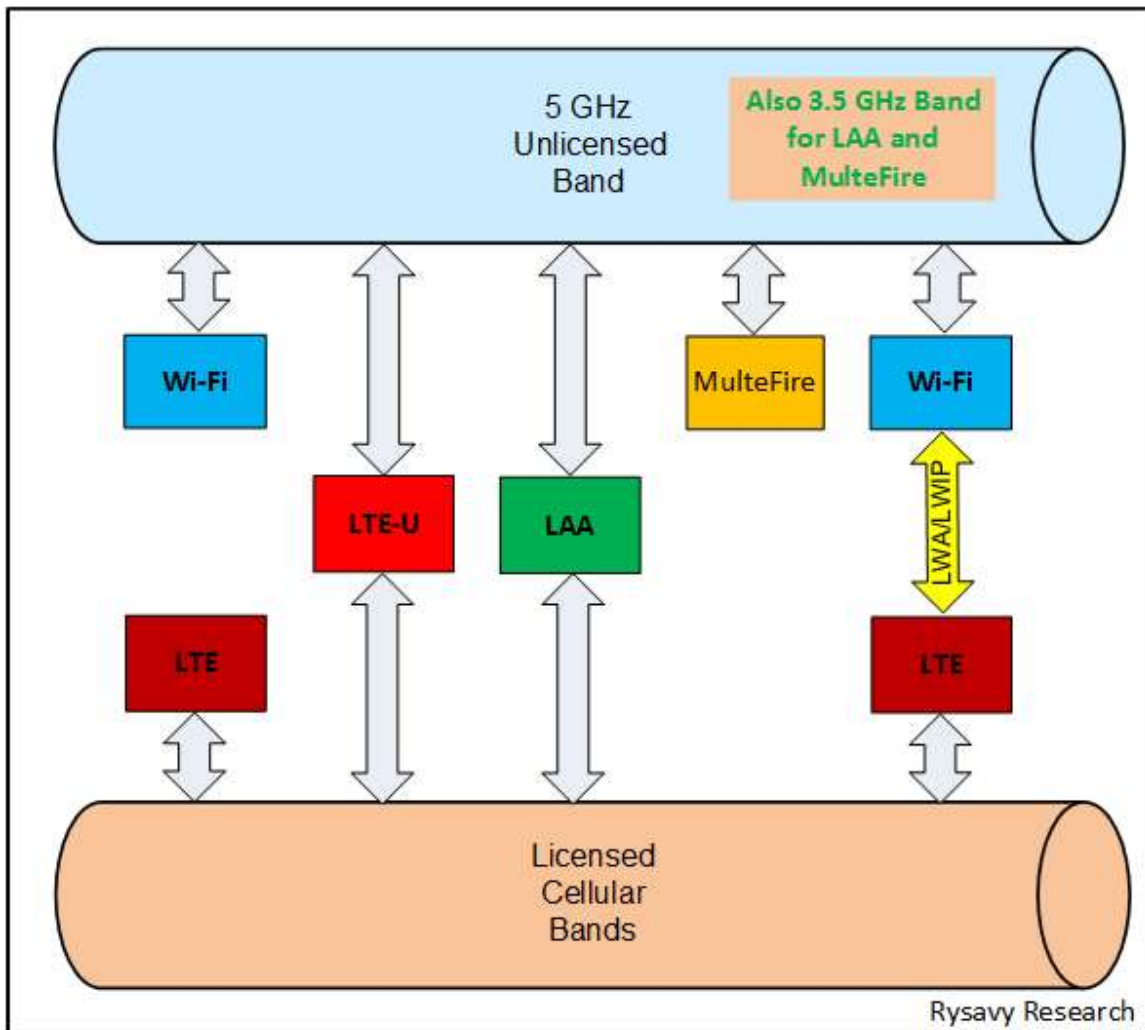 5 GHz
Unlicensed
Band
Also 3.5 GHz Band
for LAA and
MulteFire
Wi-Fi
MulteFire
Wi-Fi
LTE-U
LAA
LWA/LWIP
LTE
LTE
Licensed
Cellular
Bands
Rysavy Research